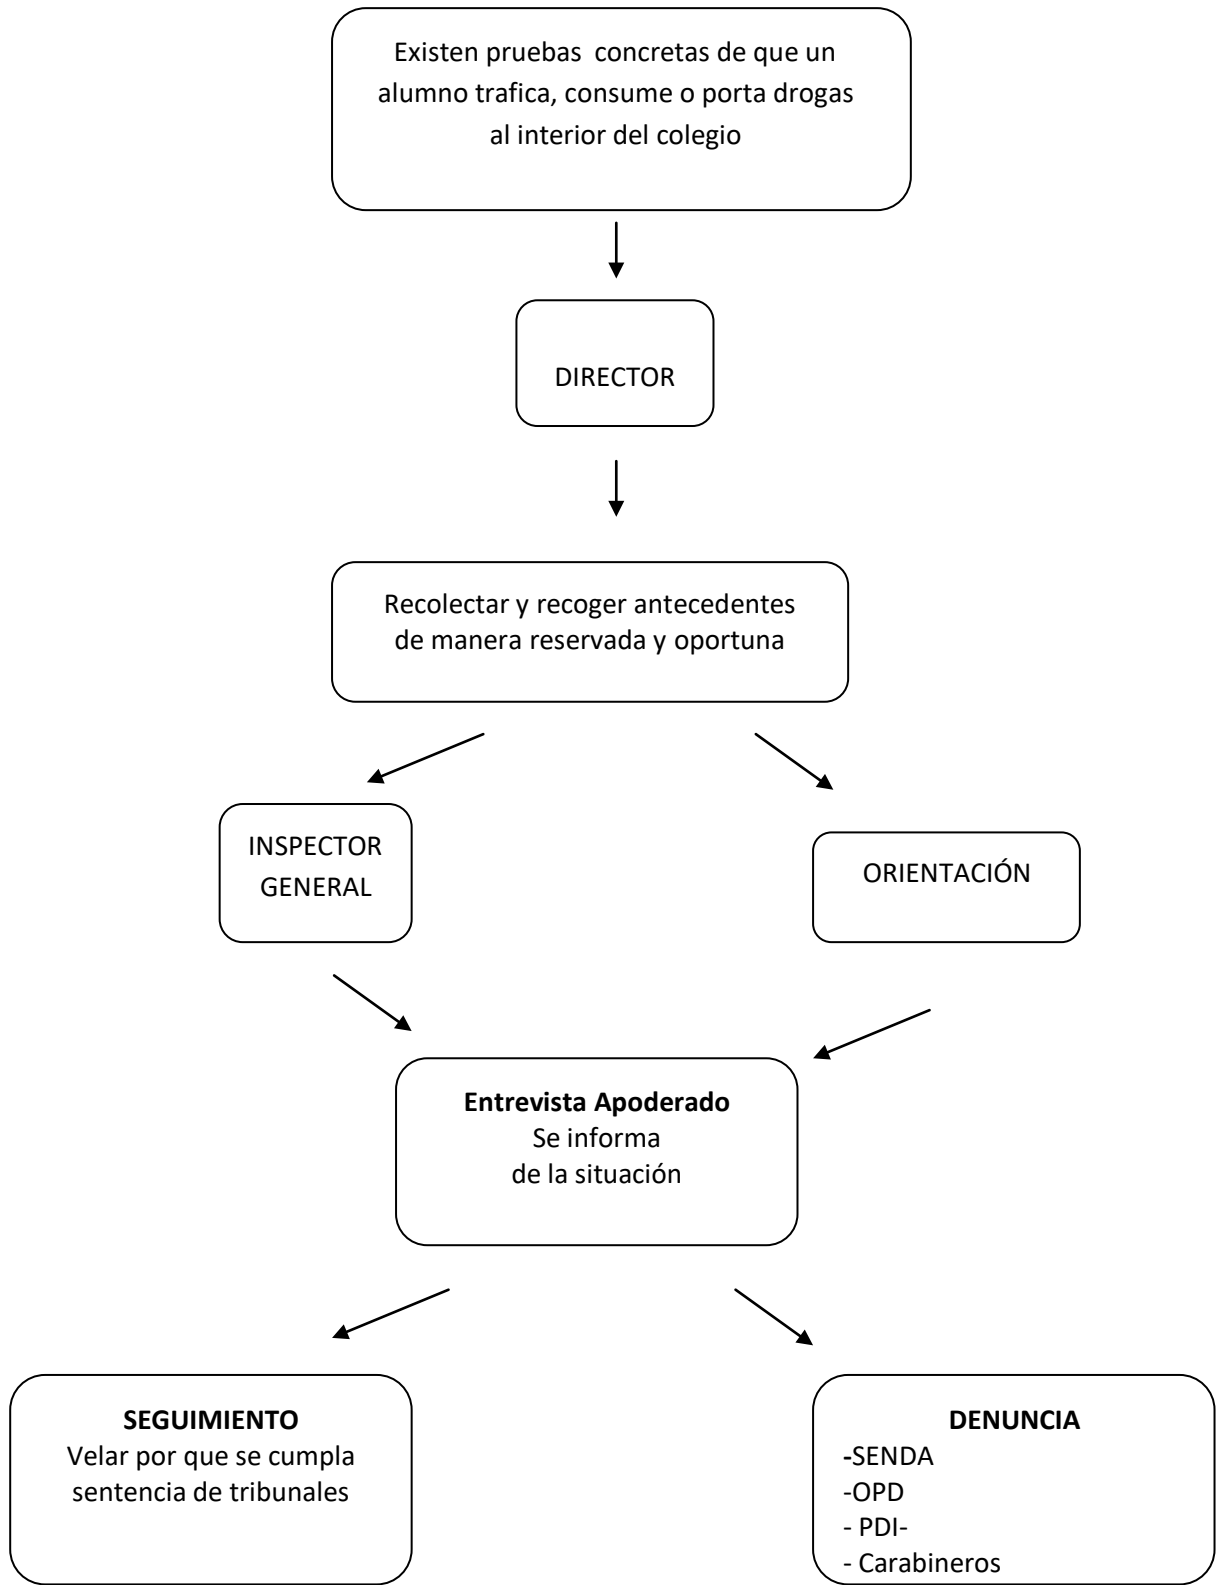 Existen pruebas  concretas de que un
alumno trafica, consume o porta drogas
al interior del colegio
DIRECTOR
Recolectar y recoger antecedentes
de manera reservada y oportuna
INSPECTOR
GENERAL
ORIENTACIÓN
Entrevista Apoderado
Se informa
de la situación
SEGUIMIENTO
Velar por que se cumpla
sentencia de tribunales
DENUNCIA
-SENDA
-OPD
- PDI-
- Carabineros